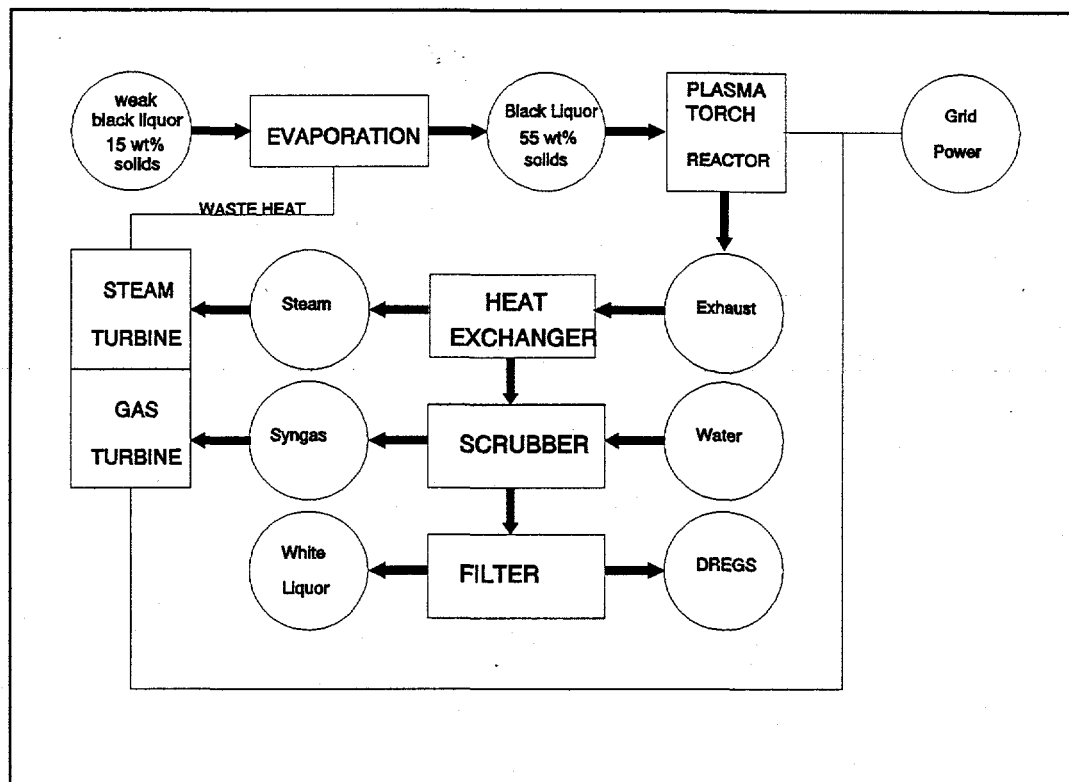 weak
black liquor
15 wt%
solids
EVAPORATION
Black Liquor
55 wt%
solids
PLASMA
TORCH
REACTOR
Grid
Power
WASTE HEAT
STEAM
TURBINE
Steam
HEAT
EXCHANGER
Exhaust
GAS
TURBINE
Syngas
SCRUBBER
Water
White
Liquor
FILTER
DREGS